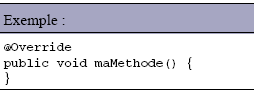 Exemple :
@Override
public void maMethode() {
}